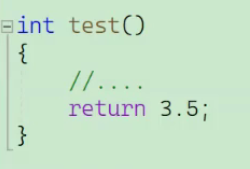 int test()
{
    //....
    return 3.5;
}